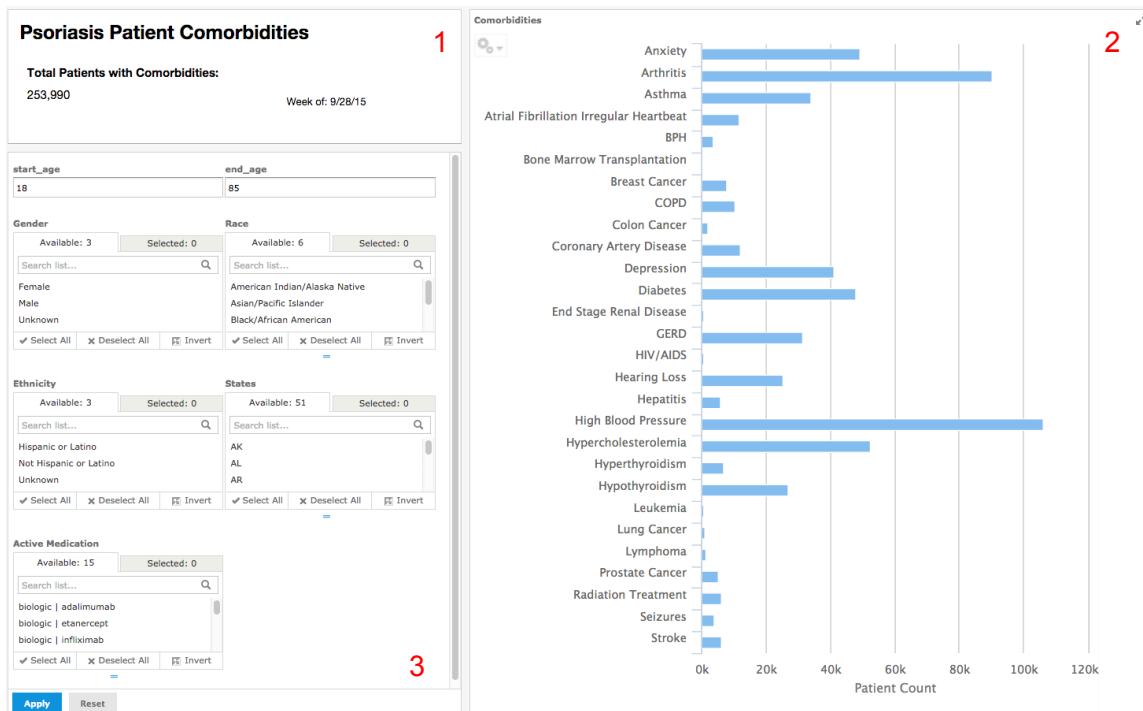 Psoriasis Patient Comorbidities
1
Total Patients with Comorbidities:
253,990
Week of: 9/28/15
start_age
end_age
18
85
Gender
Race
Available: 3
Selected: 0
Available: 6
Selected: 0
Search list...
Search list...
Female
American Indian/Alaska Native
Male
Asian/Pacific Islander
Unknown
Black/African American
Select All
Deselect All
Invert
Select All
Deselect All
Invert
Ethnicity
States
Available: 3
Selected: 0
Available: 51
Selected: 0
Search list...
Search list...
Hispanic or Latino
AK
Not Hispanic or Latino
AL
Unknown
AR
Select All
Deselect All
Invert
Select All
Deselect All
Invert
Active Medication
Available: 15
Selected: 0
Search list...
biologic | adalimumab
biologic | etanercept
biologic | infliximab
Select All
Deselect All
Invert
3
Apply
Reset
Comorbidities
2
Anxiety
Arthritis
Asthma
Atrial Fibrillation Irregular Heartbeat
BPH
Bone Marrow Transplantation
Breast Cancer
COPD
Colon Cancer
Coronary Artery Disease
Depression
Diabetes
End Stage Renal Disease
GERD
HIV/AIDS
Hearing Loss
Hepatitis
High Blood Pressure
Hypercholesterolemia
Hyperthyroidism
Hypothyroidism
Leukemia
Lung Cancer
Lymphoma
Prostate Cancer
Radiation Treatment
Seizures
Stroke
0k 20k 40k 60k 80k 100k 120k
Patient Count